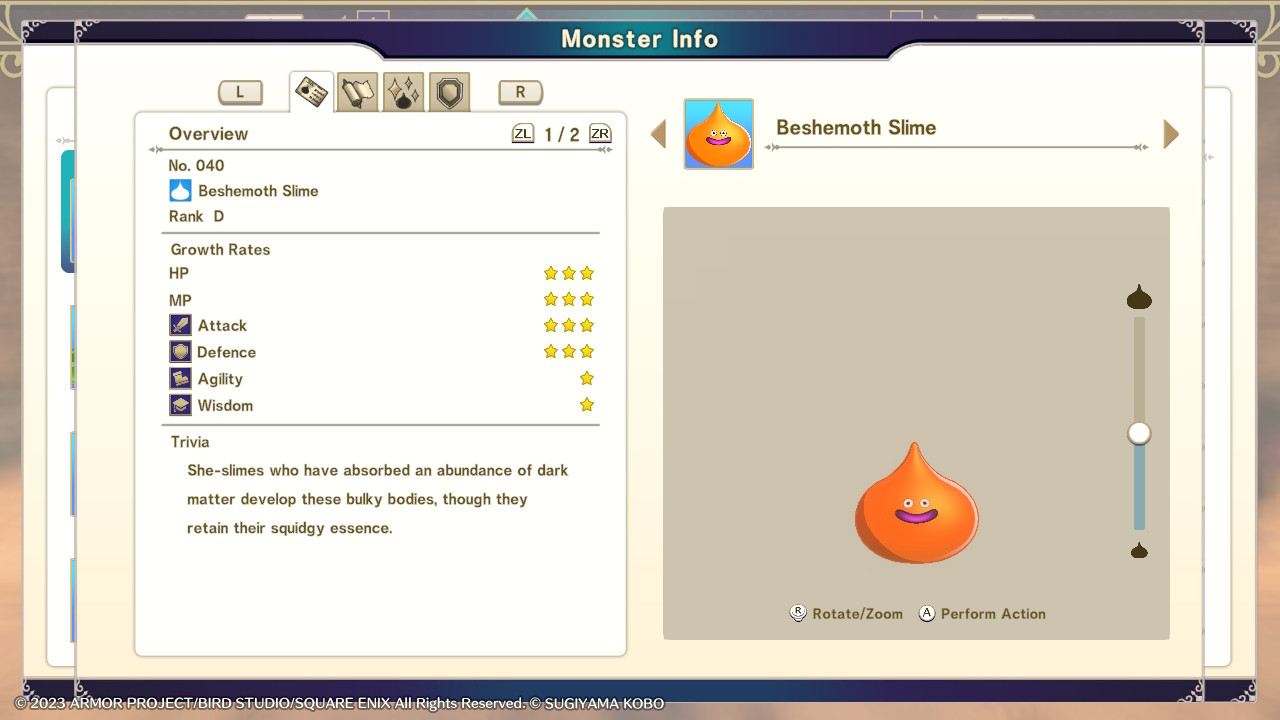 Monster Info
L
R
Overview
ZL 1 / 2 ZR
No. 040
Beshemoth Slime
Rank D
Growth Rates
HP
MP
Attack
Defence
Agility
Wisdom
Trivia
She-slimes who have absorbed an abundance of dark
matter develop these bulky bodies, though they
retain their squidgy essence.
Beshemoth Slime
R Rotate/Zoom A Perform Action
© 2023 ARMOR PROJECT/BIRD STUDIO/SQUARE ENIX All Rights Reserved. © SUGIYAMA KOBO